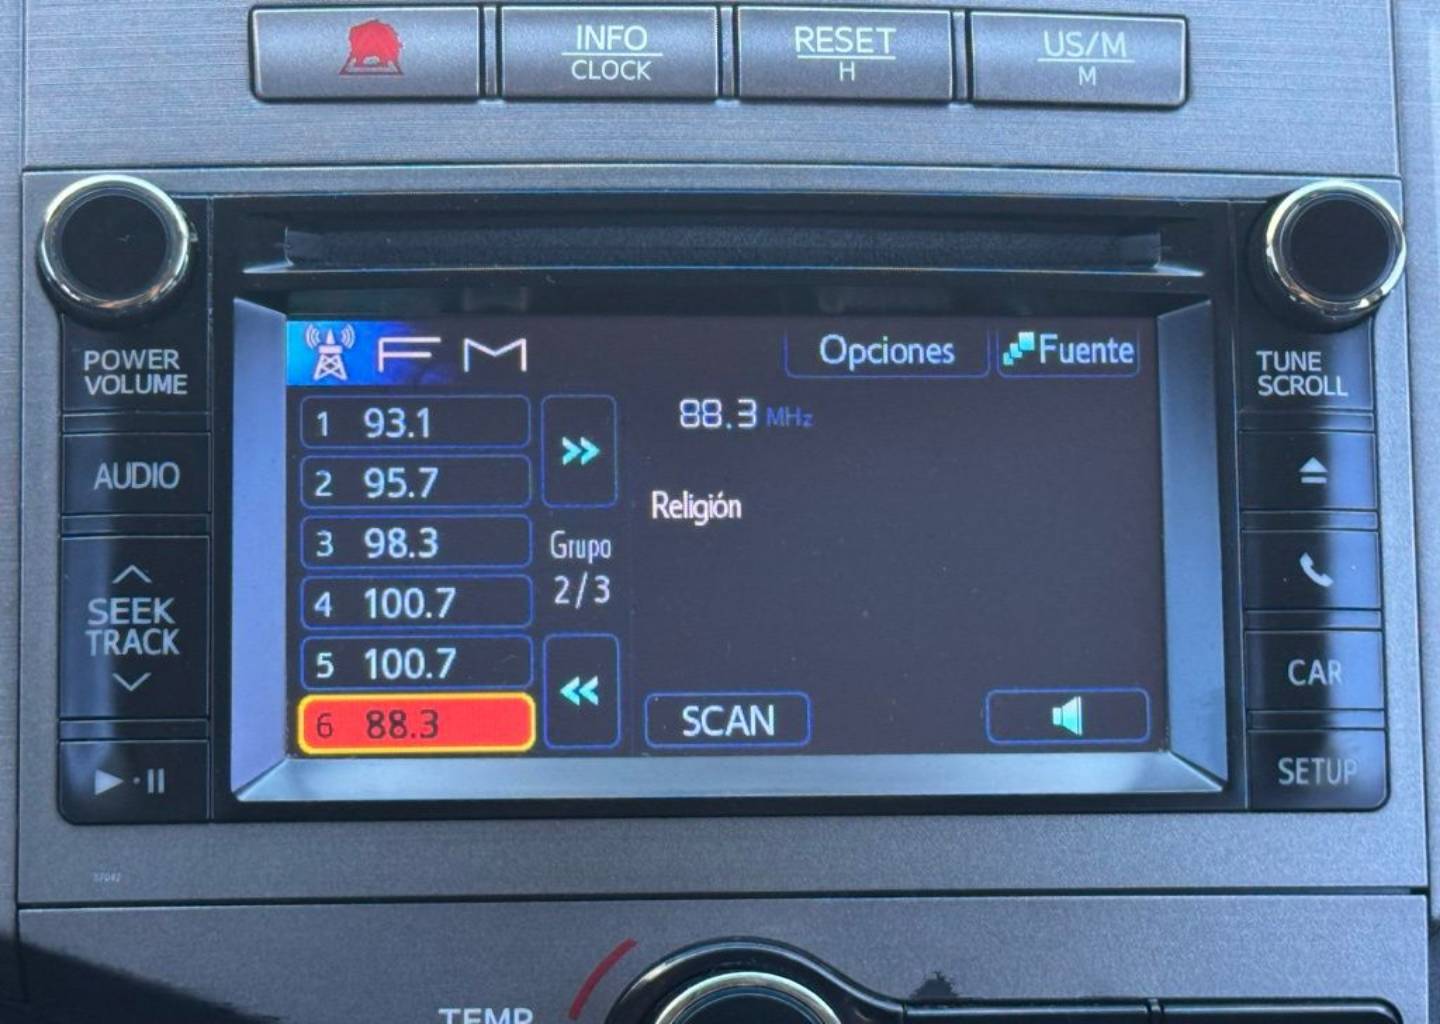 INFO
CLOCK
RESET
H
US/M
M
POWER
VOLUME
AUDIO
SEEK
TRACK
FM
Opciones
Fuente
1 93.1
2 95.7
3 98.3
4 100.7
5 100.7
6 88.3
Grupo
2/3
88.3 MHz
Religión
SCAN
TUNE
SCROLL
CAR
SETUP
TEMP